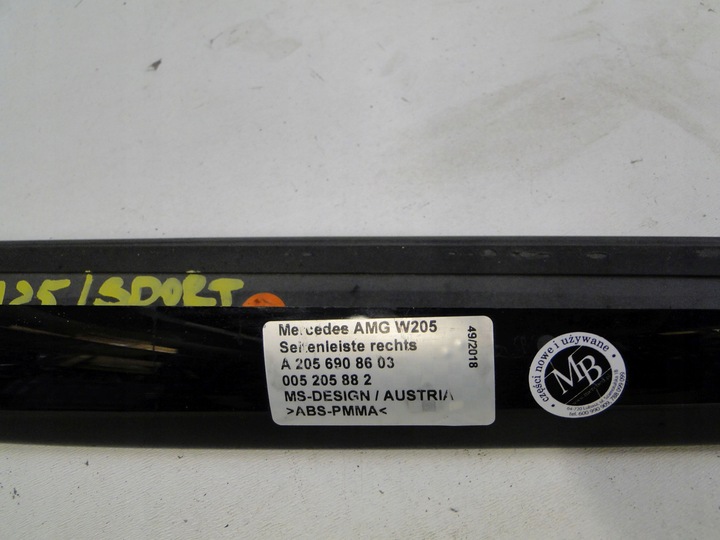 125/SPORT
Mercedes AMG W205
Seitenleiste rechts
A 205 690 86 03
005 205 88 2
MS-DESIGN / AUSTRIA
>ABS-PMMA<
49/2018
• części nowe i używane •
MB